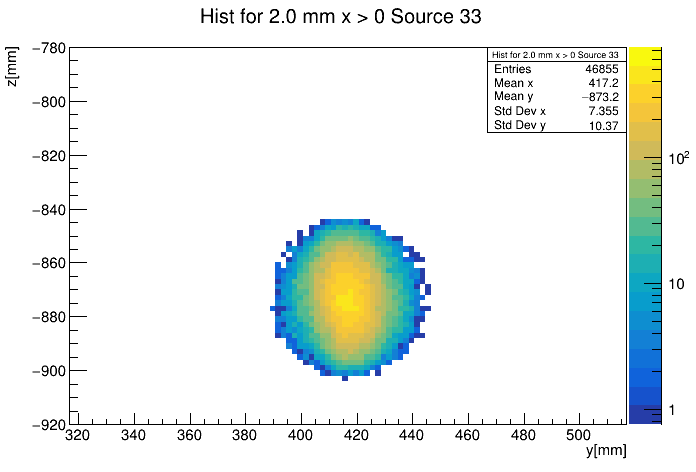 Hist for 2.0 mm x > 0 Source 33
z[mm]
−780
−800
−820
−840
−860
−880
−900
−920
Hist for 2.0 mm x > 0 Source 33
Entries 46855
Mean x 417.2
Mean y −873.2
Std Dev x 7.355
Std Dev y 10.37
10²
10
1
320 340 360 380 400 420 440 460 480 500
y[mm]